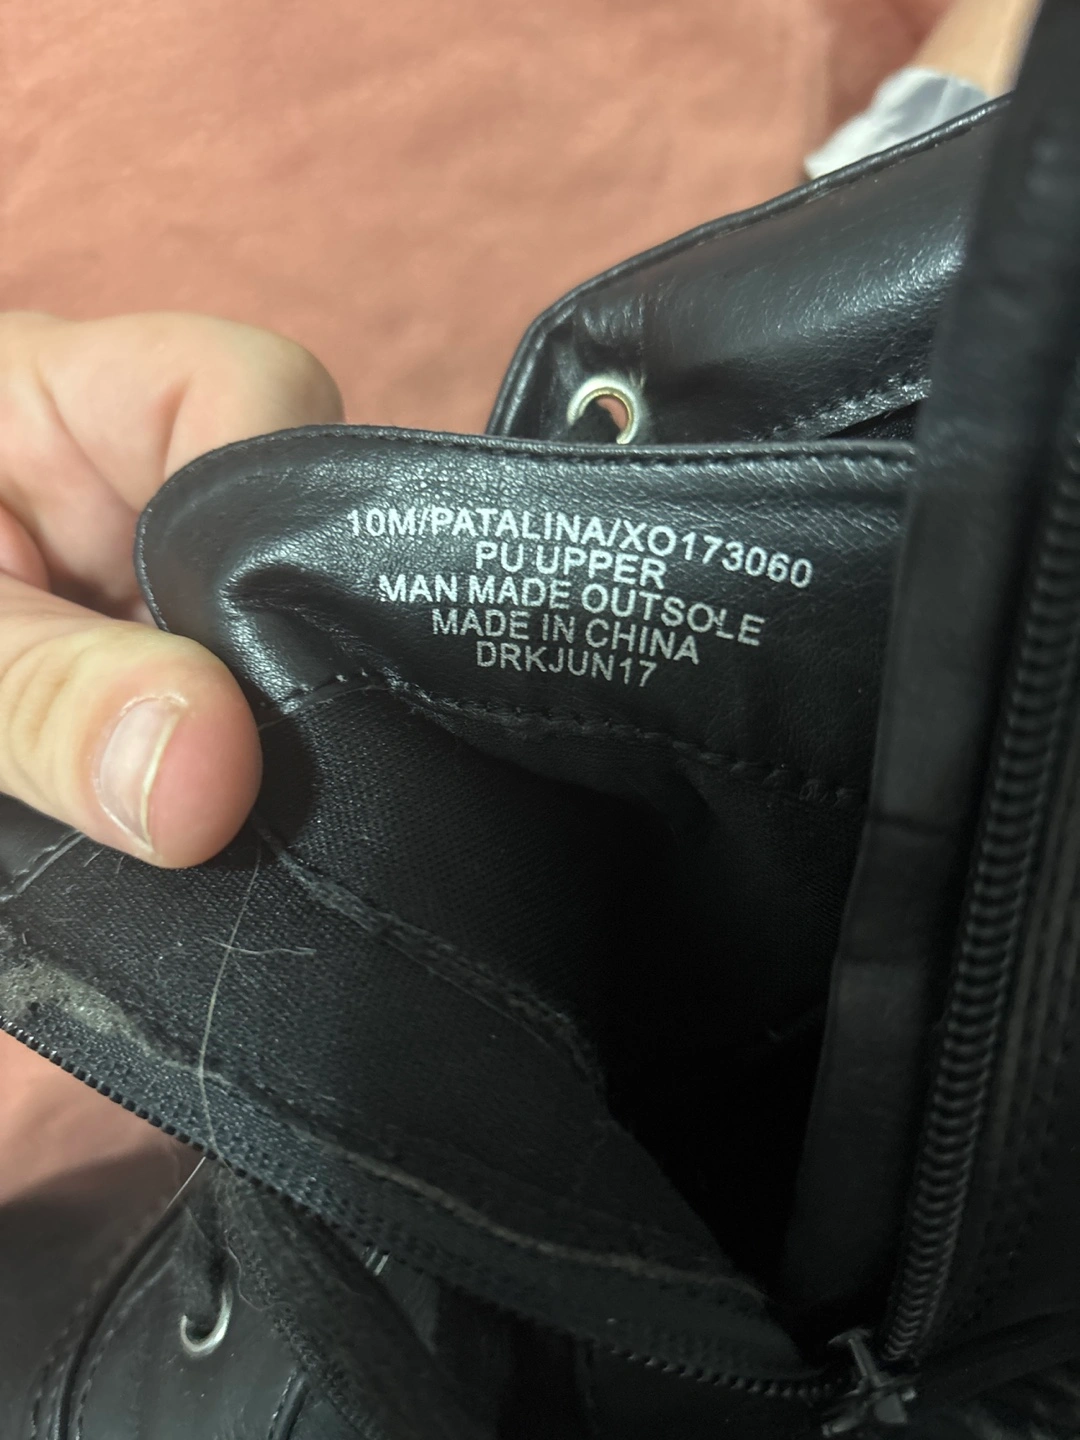 10M/PATALINA/XO173060
PU UPPER
MAN MADE OUTSOLE
MADE IN CHINA
DRKJUN17